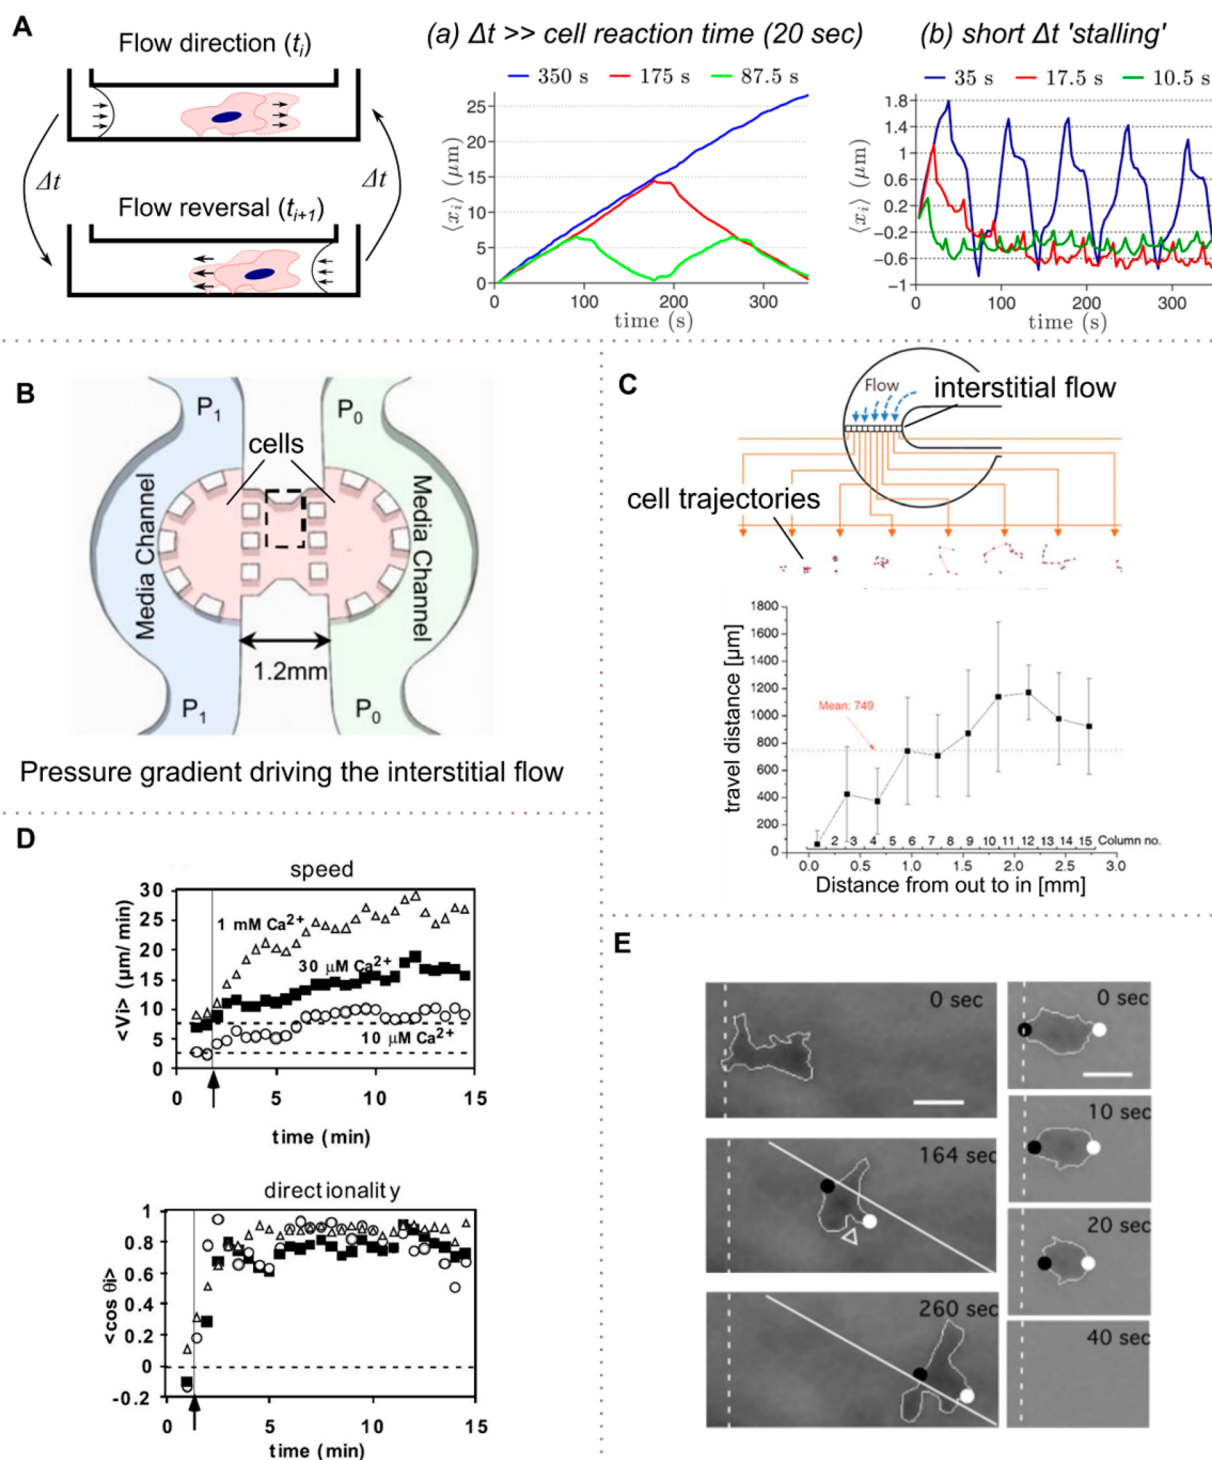 A
Flow direction (ti)
Δt
Δt
Flow reversal (ti+1)
(a) Δt >> cell reaction time (20 sec)
350 s 175 s 87.5 s
⟨xi⟩ (μm)
25
20
15
10
5
0
0 100 200 300
time (s)
(b) short Δt 'stalling'
35 s 17.5 s 10.5 s
⟨xi⟩ (μm)
1.8
1.4
1
0.6
0.2
−0.2
−0.6
−1
0 100 200 300
time (s)
B
P1
P0
cells
Media Channel
Media Channel
1.2mm
P1
P0
Pressure gradient driving the interstitial flow
C
Flow
interstitial flow
cell trajectories
travel distance [μm]
1800
1600
1400
1200
1000
800
600
400
200
0
Mean: 749
2 3 4 5 6 7 8 9 10 11 12 13 14 15 Column no.
0.0 0.5 1.0 1.5 2.0 2.5 3.0
Distance from out to in [mm]
D
speed
<Vi> (μm/ min)
30
25
20
15
10
5
0
1 mM Ca2+
30 μM Ca2+
10 μM Ca2+
0 5 10 15
time (min)
directionality
<cos θi>
1
0.8
0.6
0.4
0.2
0
-0.2
0 5 10 15
time (min)
E
0 sec
164 sec
260 sec
0 sec
10 sec
20 sec
40 sec